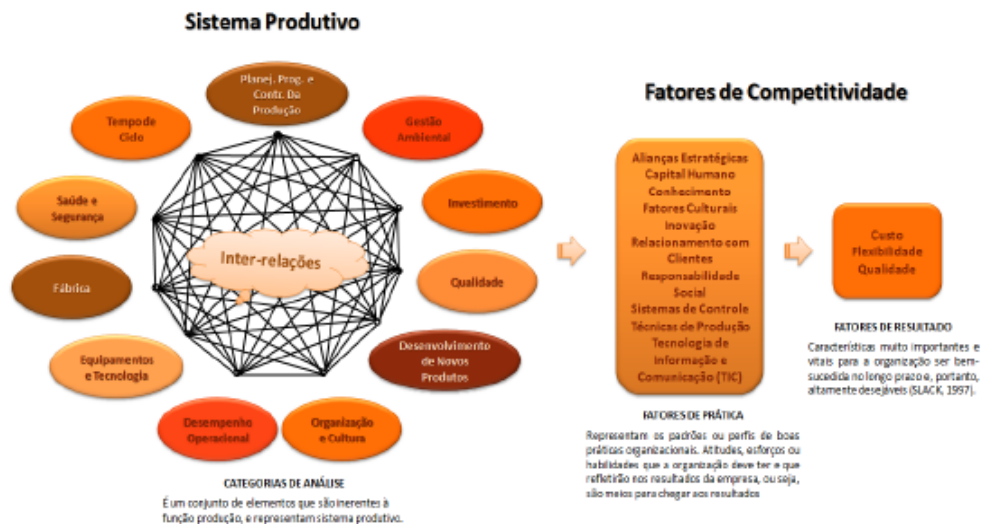 Sistema Produtivo
Planej. Prog. e
Contr. Da
Produção
Tempo de
Ciclo
Gestão
Ambiental
Saúde e
Segurança
Investimento
Inter-relações
Fábrica
Qualidade
Equipamentos
e Tecnologia
Desenvolvimento
de Novos
Produtos
Desempenho
Operacional
Organização
e Cultura
CATEGORIAS DE ANÁLISE
É um conjunto de elementos que são inerentes à
função produção, e representam sistema produtivo.
Fatores de Competitividade
Alianças Estratégicas
Capital Humano
Conhecimento
Fatores Culturais
Inovação
Relacionamento com
Clientes
Responsabilidade
Social
Sistemas de Controle
Técnicas de Produção
Tecnologia de
Informação e
Comunicação (TIC)
FATORES DE PRÁTICA
Representam os padrões ou perfis de boas
práticas organizacionais. Atitudes, esforços ou
habilidades que a organização deve ter e que
refletirão nos resultados da empresa, ou seja,
são meios para chegar aos resultados
Custo
Flexibilidade
Qualidade
FATORES DE RESULTADO
Características muito importantes e
vitais para a organização ser bem-
sucedida no longo prazo e, portanto,
altamente desejáveis (SLACK, 1997).